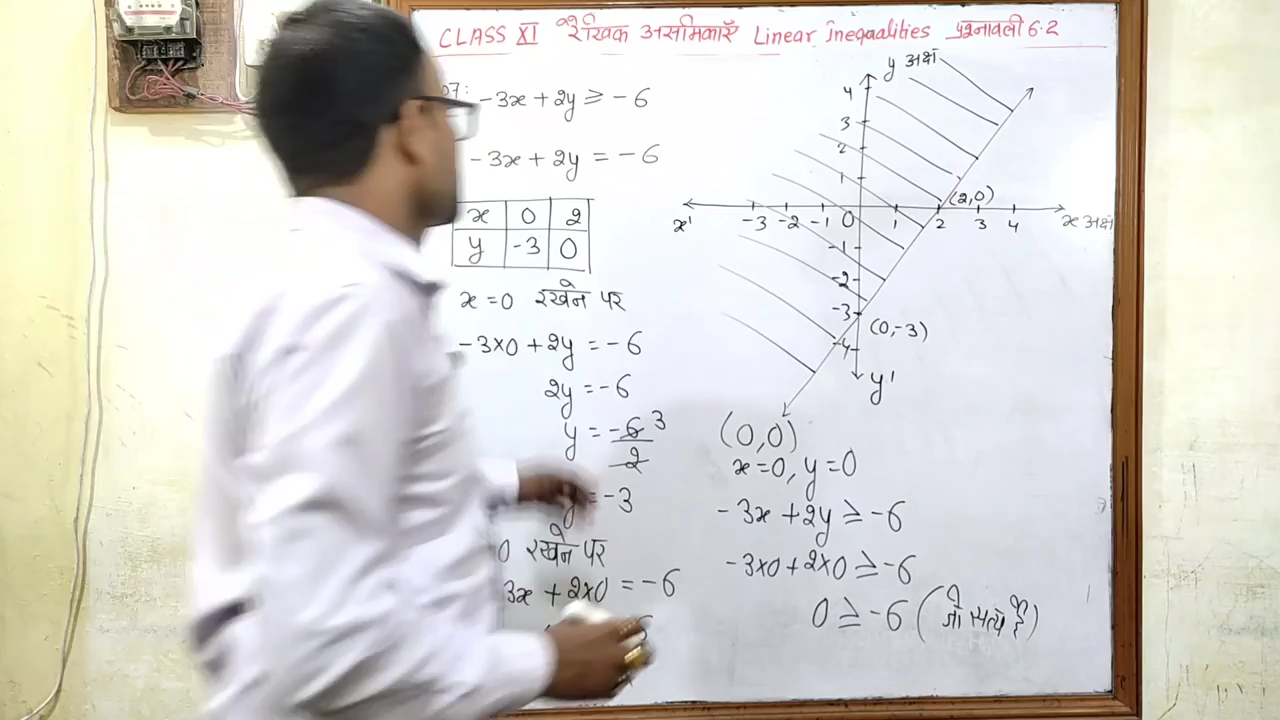 CLASS XI रैखिक असमिकाएँ Linear Inequalities प्रश्नावली 6.2
07:
-3x + 2y ≥ -6
-3x + 2y = -6
x 0 2
y -3 0
x = 0 रखने पर
-3×0 + 2y = -6
2y = -6
y = -6 3
2
y = -3
0 रखने पर
3x + 2×0 = -6
y अक्ष
4
3
2
1
(2,0)
x' -3 -2 -1 0 1 2 3 4 x अक्ष
-1
-2
-3
(0,-3)
-4
y'
(0,0)
x=0, y=0
-3x + 2y ≥ -6
-3×0 + 2×0 ≥ -6
0 ≥ -6 (जो सत्य है)